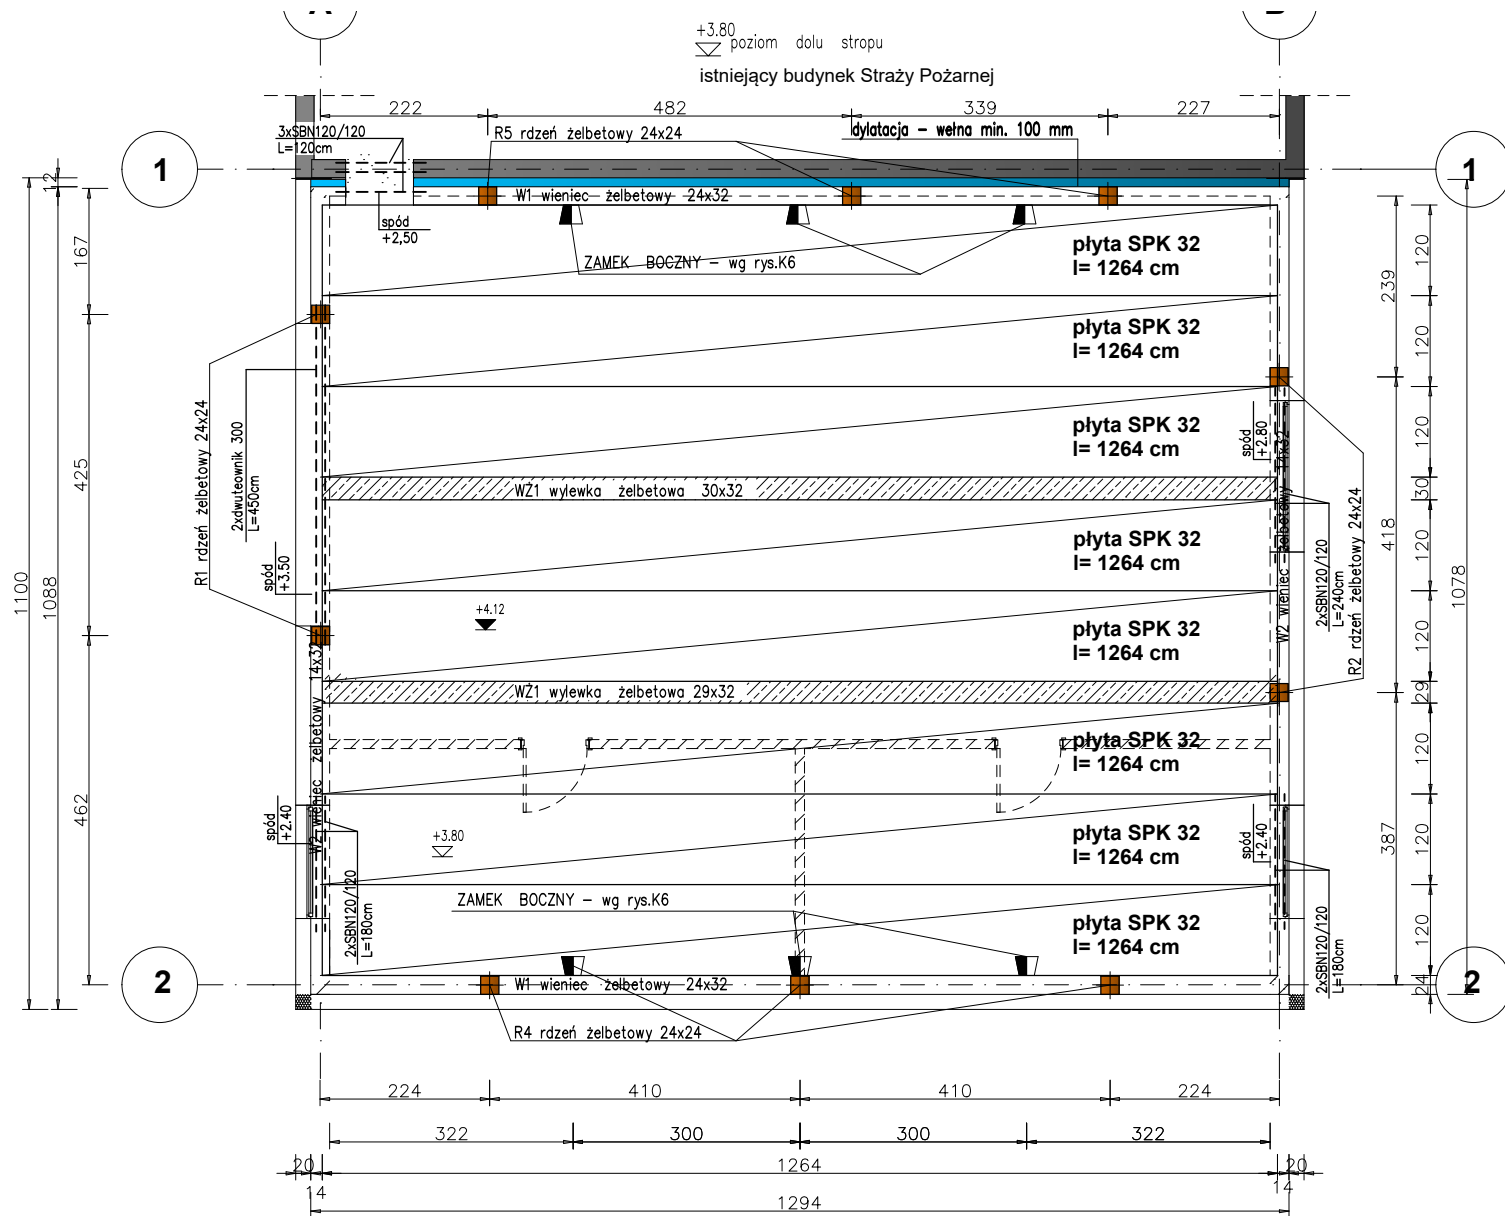 +3.80
poziom dolu stropu
istniejący budynek Straży Pożarnej
222
482
339
227
3xSBN120/120
L=120cm
R5 rdzeń żelbetowy 24x24
dylatacja – wełna min. 100 mm
1
1
12
W1 wieniec żelbetowy 24x32
spód
+2,50
ZAMEK BOCZNY – wg rys.K6
płyta SPK 32
l= 1264 cm
płyta SPK 32
l= 1264 cm
płyta SPK 32
l= 1264 cm
WŻ1 wylewka żelbetowa 30x32
płyta SPK 32
l= 1264 cm
+4.12
płyta SPK 32
l= 1264 cm
WŻ1 wylewka żelbetowa 29x32
płyta SPK 32
l= 1264 cm
+3.80
płyta SPK 32
l= 1264 cm
ZAMEK BOCZNY – wg rys.K6
płyta SPK 32
l= 1264 cm
2
2
W1 wieniec żelbetowy 24x32
R4 rdzeń żelbetowy 24x24
1100
1088
167
425
462
R1 rdzeń żelbetowy 24x24
2xdwuteownik 300
L=450cm
spód
+3.50
W2 wieniec żelbetowy 14x32
spód
+2.40
2xSBN120/120
L=180cm
spód
+2.80
W2 wieniec żelbetowy 14x32
2xSBN120/120
L=240cm
R2 rdzeń żelbetowy 24x24
spód
+2.40
2xSBN120/120
L=180cm
239
418
387
120
120
120
30
120
120
29
120
120
120
24
1078
224
410
410
224
322
300
300
322
20
1264
20
14
14
1294